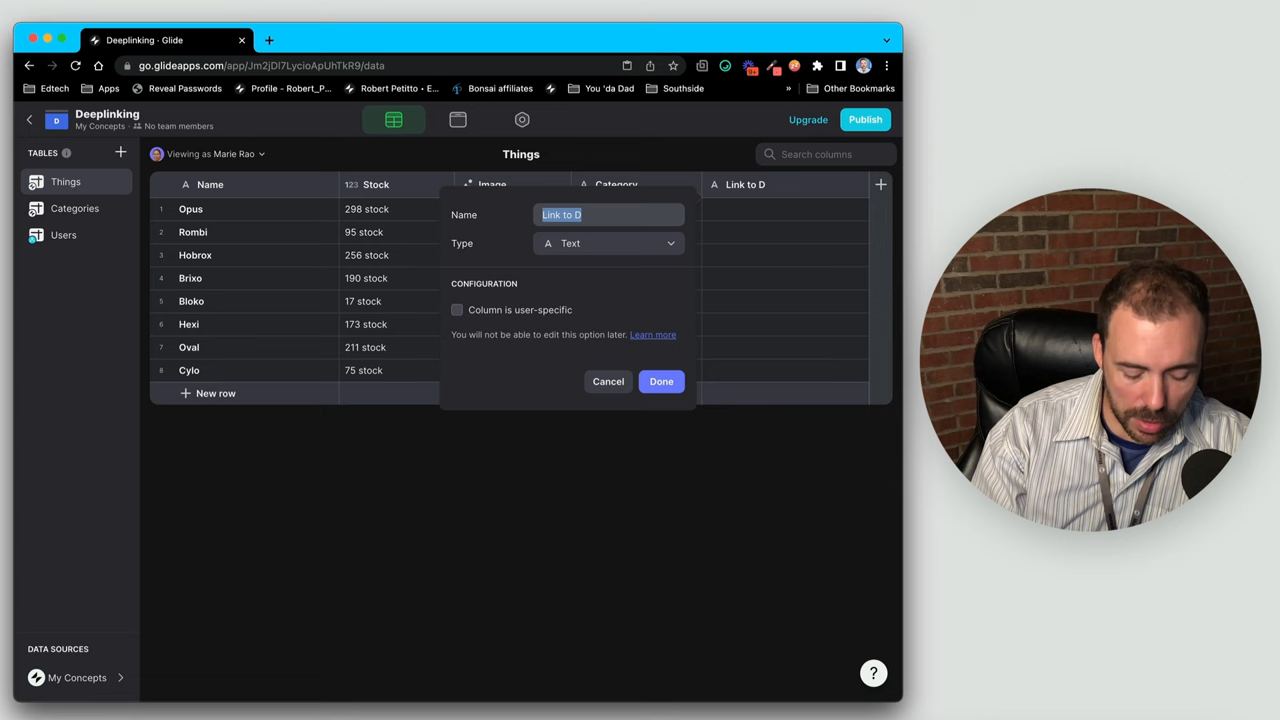 Deeplinking · Glide
go.glideapps.com/app/Jm2jDl7LycioApUhTkR9/data
9+
Edtech
Apps
Reveal Passwords
Profile - Robert_P...
Robert Petitto • E...
Bonsai affiliates
You 'da Dad
Southside
»
Other Bookmarks
D
Deeplinking
My Concepts · No team members
Upgrade
Publish
TABLES
Viewing as Marie Rao
Things
Search columns
Things
Categories
Users
A Name
123 Stock
Image
A Category
A Link to D
1 Opus 298 stock
2 Rombi 95 stock
3 Hobrox 256 stock
4 Brixo 190 stock
5 Bloko 17 stock
6 Hexi 173 stock
7 Oval 211 stock
8 Cylo 75 stock
New row
Name Link to D
Type A Text
CONFIGURATION
Column is user-specific
You will not be able to edit this option later. Learn more
Cancel
Done
DATA SOURCES
My Concepts
?